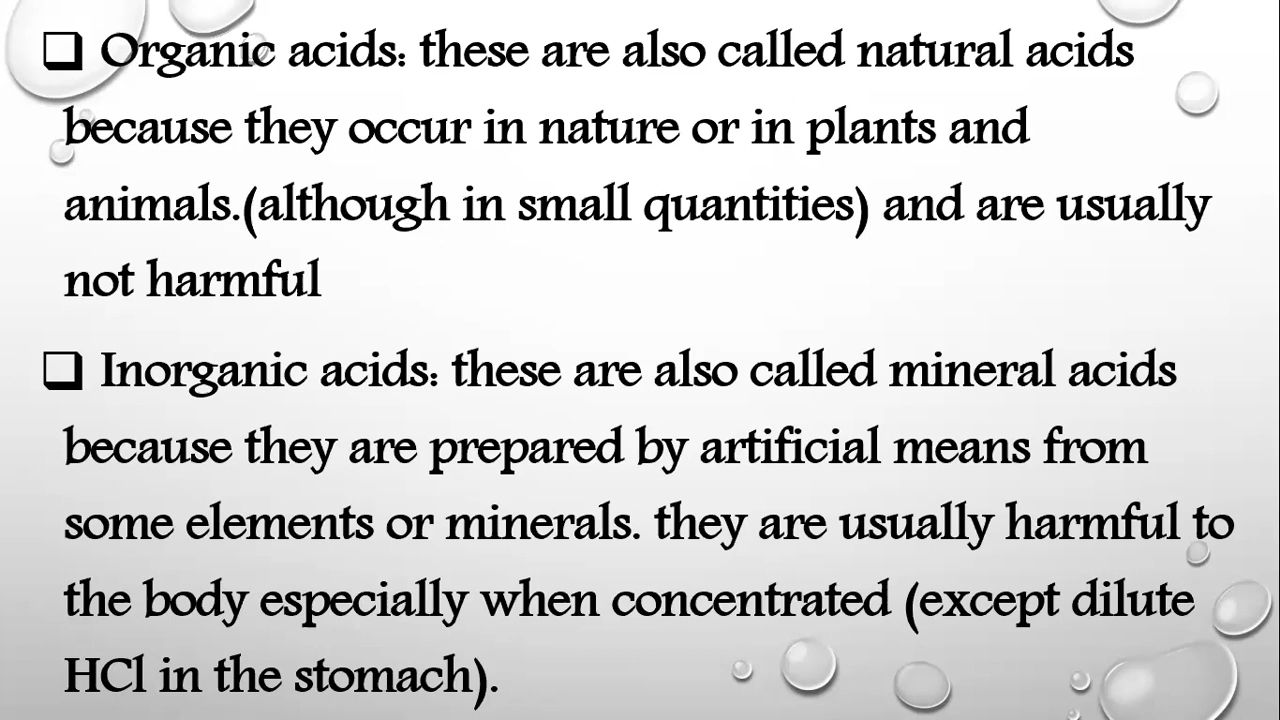 ❑ Organic acids: these are also called natural acids
because they occur in nature or in plants and
animals.(although in small quantities) and are usually
not harmful
❑ Inorganic acids: these are also called mineral acids
because they are prepared by artificial means from
some elements or minerals. they are usually harmful to
the body especially when concentrated (except dilute
HCl in the stomach).